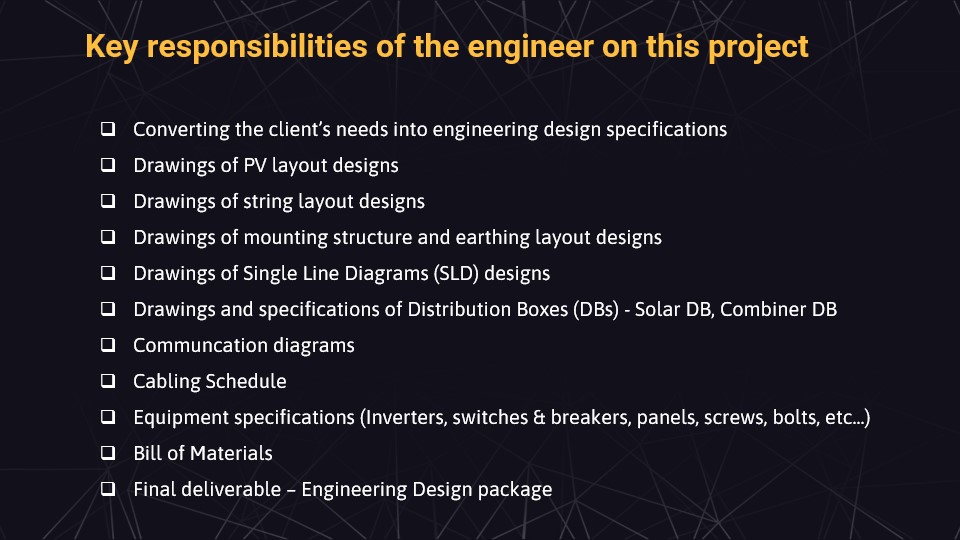 Key responsibilities of the engineer on this project
❑ Converting the client’s needs into engineering design specifications
❑ Drawings of PV layout designs
❑ Drawings of string layout designs
❑ Drawings of mounting structure and earthing layout designs
❑ Drawings of Single Line Diagrams (SLD) designs
❑ Drawings and specifications of Distribution Boxes (DBs) - Solar DB, Combiner DB
❑ Communcation diagrams
❑ Cabling Schedule
❑ Equipment specifications (Inverters, switches & breakers, panels, screws, bolts, etc…)
❑ Bill of Materials
❑ Final deliverable – Engineering Design package